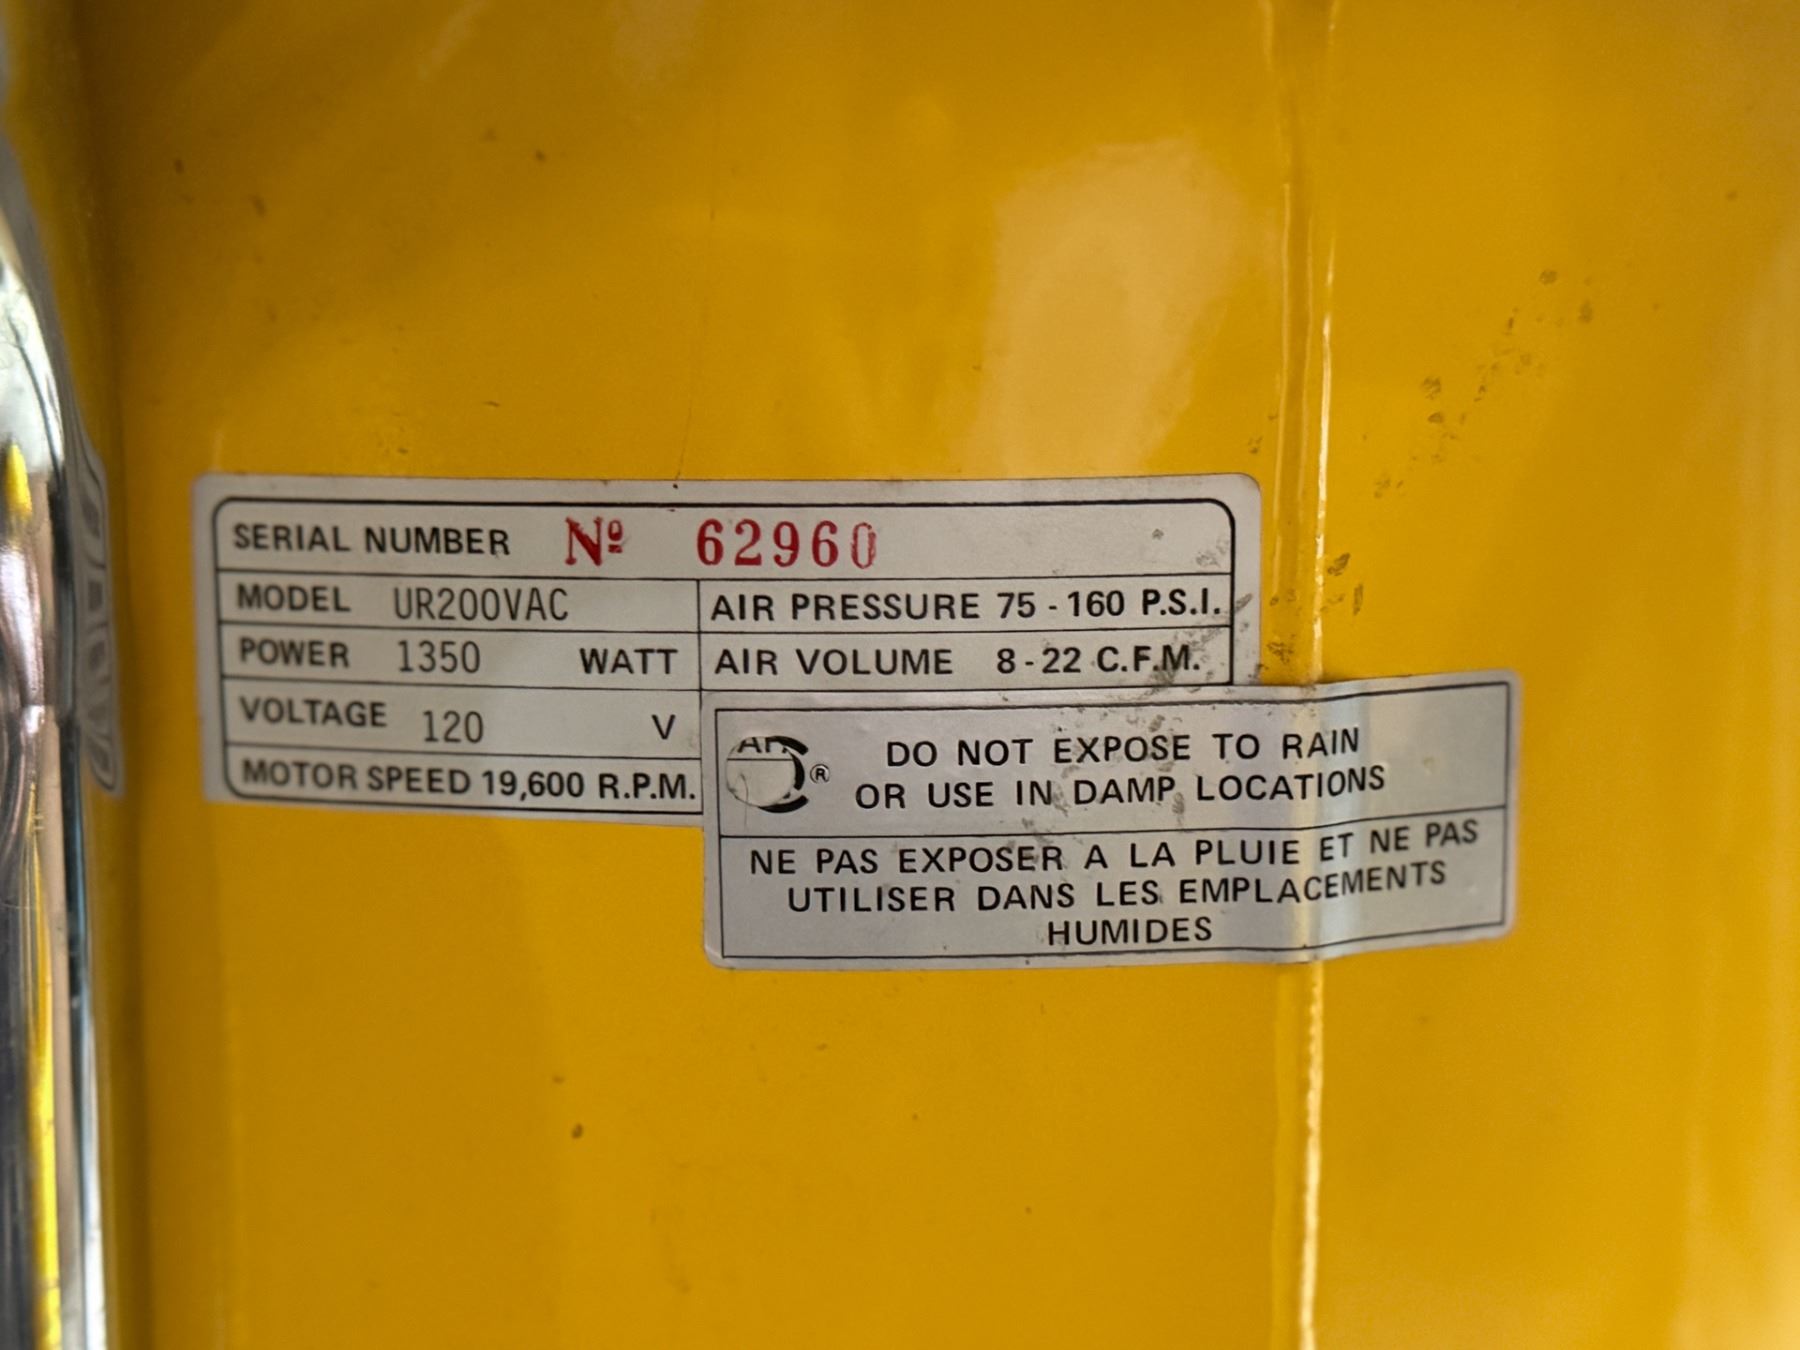 SERIAL NUMBER Nº 62960
MODEL UR200VAC
AIR PRESSURE 75 - 160 P.S.I.
POWER 1350 WATT
AIR VOLUME 8 - 22 C.F.M.
VOLTAGE 120 V
MOTOR SPEED 19,600 R.P.M.
®
DO NOT EXPOSE TO RAIN
OR USE IN DAMP LOCATIONS
NE PAS EXPOSER A LA PLUIE ET NE PAS
UTILISER DANS LES EMPLACEMENTS
HUMIDES